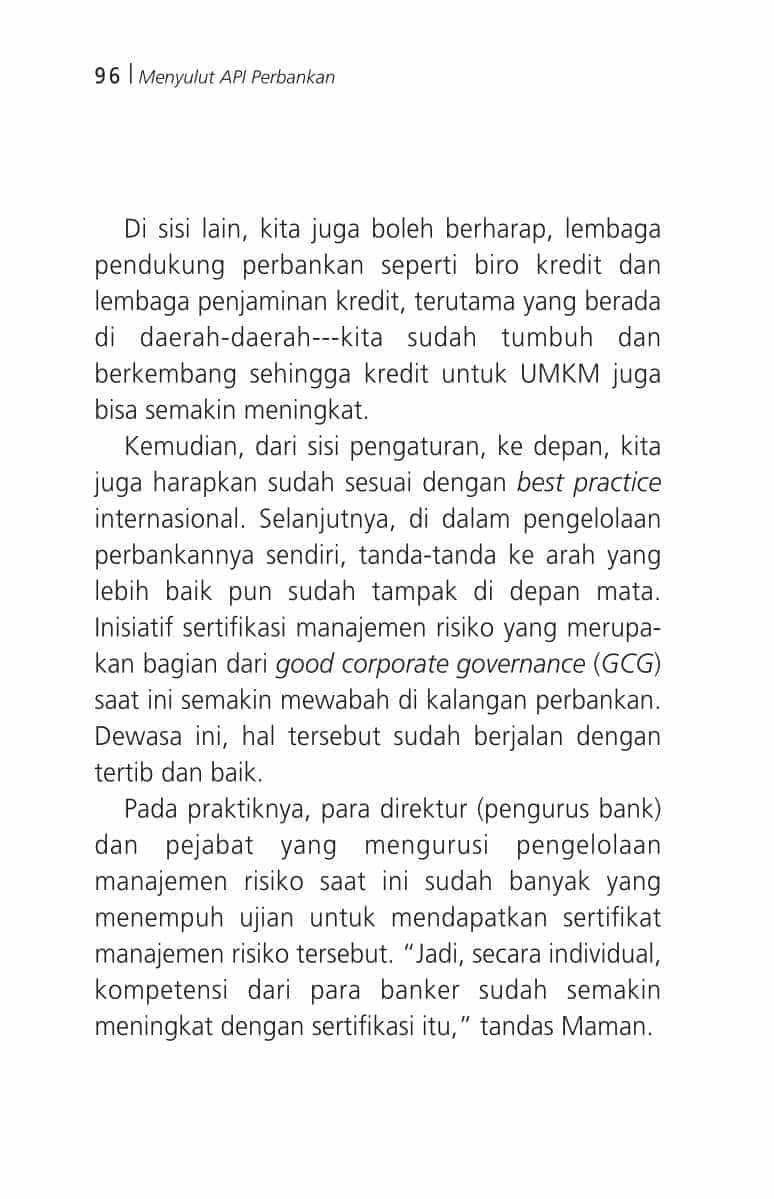 96 | Menyulut API Perbankan
Di sisi lain, kita juga boleh berharap, lembaga
pendukung perbankan seperti biro kredit dan
lembaga penjaminan kredit, terutama yang berada
di daerah-daerah---kita sudah tumbuh dan
berkembang sehingga kredit untuk UMKM juga
bisa semakin meningkat.
Kemudian, dari sisi pengaturan, ke depan, kita
juga harapkan sudah sesuai dengan best practice
internasional. Selanjutnya, di dalam pengelolaan
perbankannya sendiri, tanda-tanda ke arah yang
lebih baik pun sudah tampak di depan mata.
Inisiatif sertifikasi manajemen risiko yang merupa-
kan bagian dari good corporate governance (GCG)
saat ini semakin mewabah di kalangan perbankan.
Dewasa ini, hal tersebut sudah berjalan dengan
tertib dan baik.
Pada praktiknya, para direktur (pengurus bank)
dan pejabat yang mengurusi pengelolaan
manajemen risiko saat ini sudah banyak yang
menempuh ujian untuk mendapatkan sertifikat
manajemen risiko tersebut. “Jadi, secara individual,
kompetensi dari para banker sudah semakin
meningkat dengan sertifikasi itu,” tandas Maman.